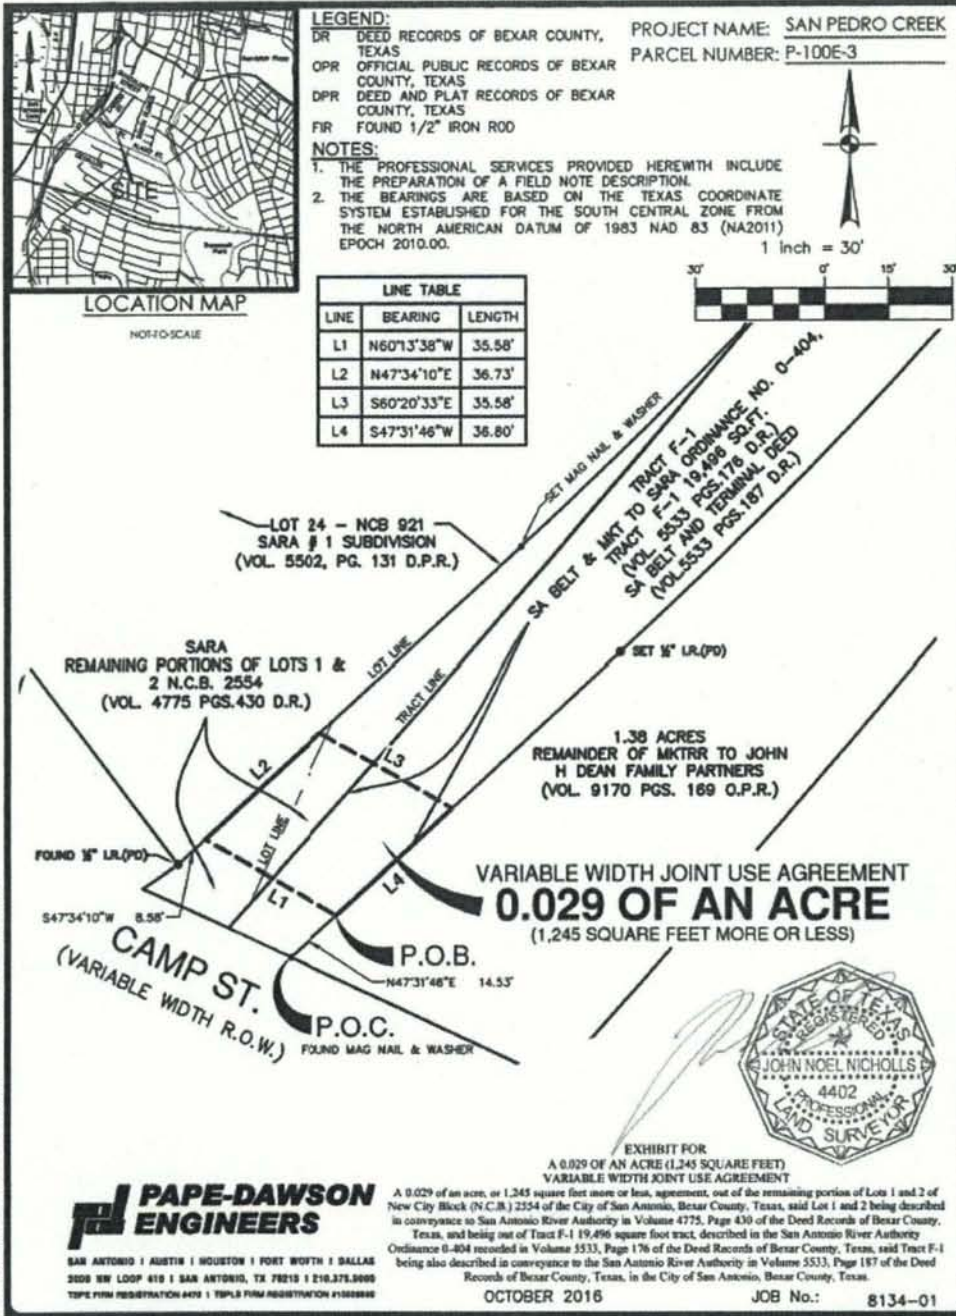 LEGEND:
DR DEED RECORDS OF BEXAR COUNTY,
TEXAS
OPR OFFICIAL PUBLIC RECORDS OF BEXAR
COUNTY, TEXAS
DPR DEED AND PLAT RECORDS OF BEXAR
COUNTY, TEXAS
FIR FOUND 1/2" IRON ROD
NOTES:
1. THE PROFESSIONAL SERVICES PROVIDED HEREWITH INCLUDE
THE PREPARATION OF A FIELD NOTE DESCRIPTION.
2. THE BEARINGS ARE BASED ON THE TEXAS COORDINATE
SYSTEM ESTABLISHED FOR THE SOUTH CENTRAL ZONE FROM
THE NORTH AMERICAN DATUM OF 1983 NAD 83 (NA2011)
EPOCH 2010.00.
PROJECT NAME: SAN PEDRO CREEK
PARCEL NUMBER: P-100E-3
1 inch = 30'
30' 0' 15' 30'
SITE
LOCATION MAP
NOT-TO-SCALE
LINE TABLE
LINE BEARING LENGTH
L1 N60°13'38"W 35.58'
L2 N47°34'10"E 36.73'
L3 S60°20'33"E 35.58'
L4 S47°31'46"W 36.80'
SET MAG NAIL & WASHER
TRACT F-1
SA BELT & MKT TO SARA ORDINANCE NO. 0-404,
TRACT F-1 19,496 SQ.FT.
(VOL. 5533 PGS.176 D.R.)
SA BELT AND TERMINAL DEED
(VOL.5533 PGS.187 D.R.)
LOT 24 - NCB 921
SARA # 1 SUBDIVISION
(VOL. 5502, PG. 131 D.P.R.)
SARA
REMAINING PORTIONS OF LOTS 1 &
2 N.C.B. 2554
(VOL. 4775 PGS.430 D.R.)
LOT LINE
TRACT LINE
SET ½" I.R.(PD)
1.38 ACRES
REMAINDER OF MKTRR TO JOHN
H DEAN FAMILY PARTNERS
(VOL. 9170 PGS. 169 O.P.R.)
L2
L3
LOT LINE
L1
L4
FOUND ½" I.R.(PD)
S47°34'10"W 8.58'
VARIABLE WIDTH JOINT USE AGREEMENT
0.029 OF AN ACRE
(1,245 SQUARE FEET MORE OR LESS)
CAMP ST.
(VARIABLE WIDTH R.O.W.)
P.O.B.
N47°31'46"E 14.53'
P.O.C.
FOUND MAG NAIL & WASHER
STATE OF TEXAS
REGISTERED
JOHN NOEL NICHOLLS
4402
PROFESSIONAL
LAND SURVEYOR
EXHIBIT FOR
A 0.029 OF AN ACRE (1,245 SQUARE FEET)
VARIABLE WIDTH JOINT USE AGREEMENT
A 0.029 of an acre, or 1,245 square feet more or less, agreement, out of the remaining portion of Lots 1 and 2 of
New City Block (N.C.B.) 2554 of the City of San Antonio, Bexar County, Texas, said Lot 1 and 2 being described
in conveyance to San Antonio River Authority in Volume 4775, Page 430 of the Deed Records of Bexar County,
Texas, and being out of Tract F-1 19,496 square foot tract, described in the San Antonio River Authority
Ordinance 0-404 recorded in Volume 5533, Page 176 of the Deed Records of Bexar County, Texas, said Tract F-1
being also described in conveyance to the San Antonio River Authority in Volume 5533, Page 187 of the Deed
Records of Bexar County, Texas, in the City of San Antonio, Bexar County, Texas.
PAPE-DAWSON
ENGINEERS
SAN ANTONIO | AUSTIN | HOUSTON | FORT WORTH | DALLAS
2000 NW LOOP 410 | SAN ANTONIO, TX 78213 | 210.375.9000
TBPE FIRM REGISTRATION #470 | TBPLS FIRM REGISTRATION
OCTOBER 2016
JOB No.: 8134-01